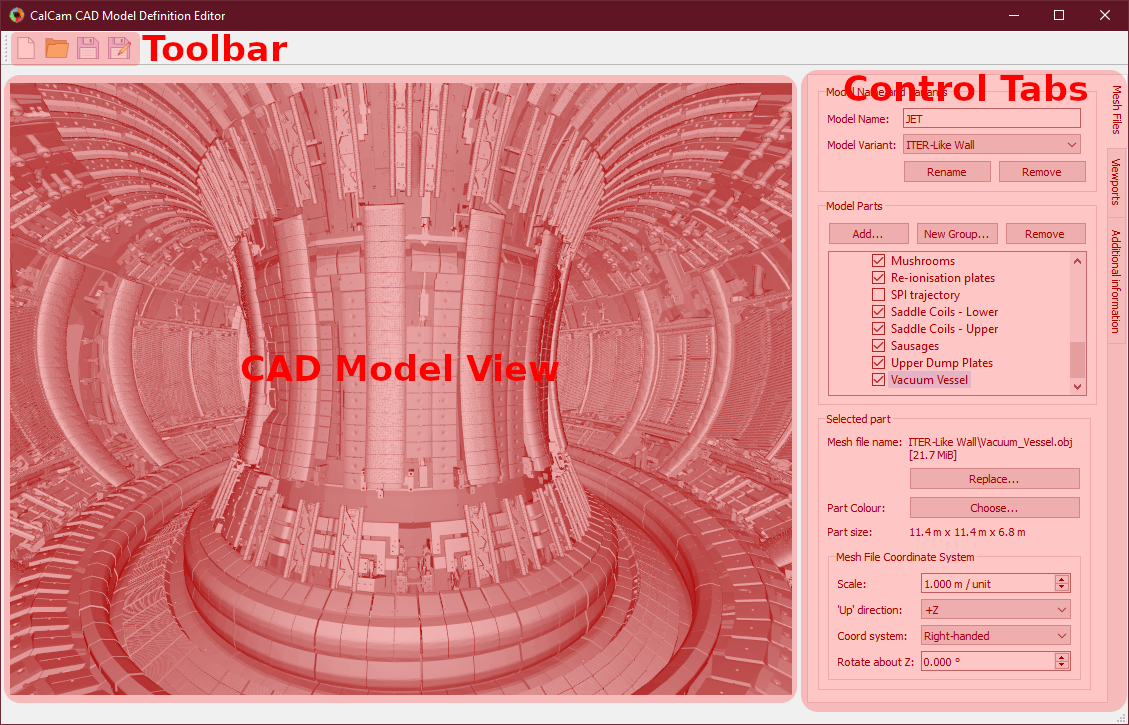 CalCam CAD Model Definition Editor
Toolbar
Control Tabs
Model Name and Variants
Model Name: JET
Model Variant: ITER-Like Wall
Rename Remove
Model Parts
Add... New Group... Remove
Mushrooms
Re-ionisation plates
SPI trajectory
Saddle Coils - Lower
Saddle Coils - Upper
Sausages
Upper Dump Plates
Vacuum Vessel
Selected part
Mesh file name: ITER-Like Wall\Vacuum_Vessel.obj
[21.7 MiB]
Replace...
Part Colour: Choose...
Part size: 11.4 m x 11.4 m x 6.8 m
Mesh File Coordinate System
Scale: 1.000 m / unit
'Up' direction: +Z
Coord system: Right-handed
Rotate about Z: 0.000 °
Mesh Files
Viewports
Additional information
CAD Model View